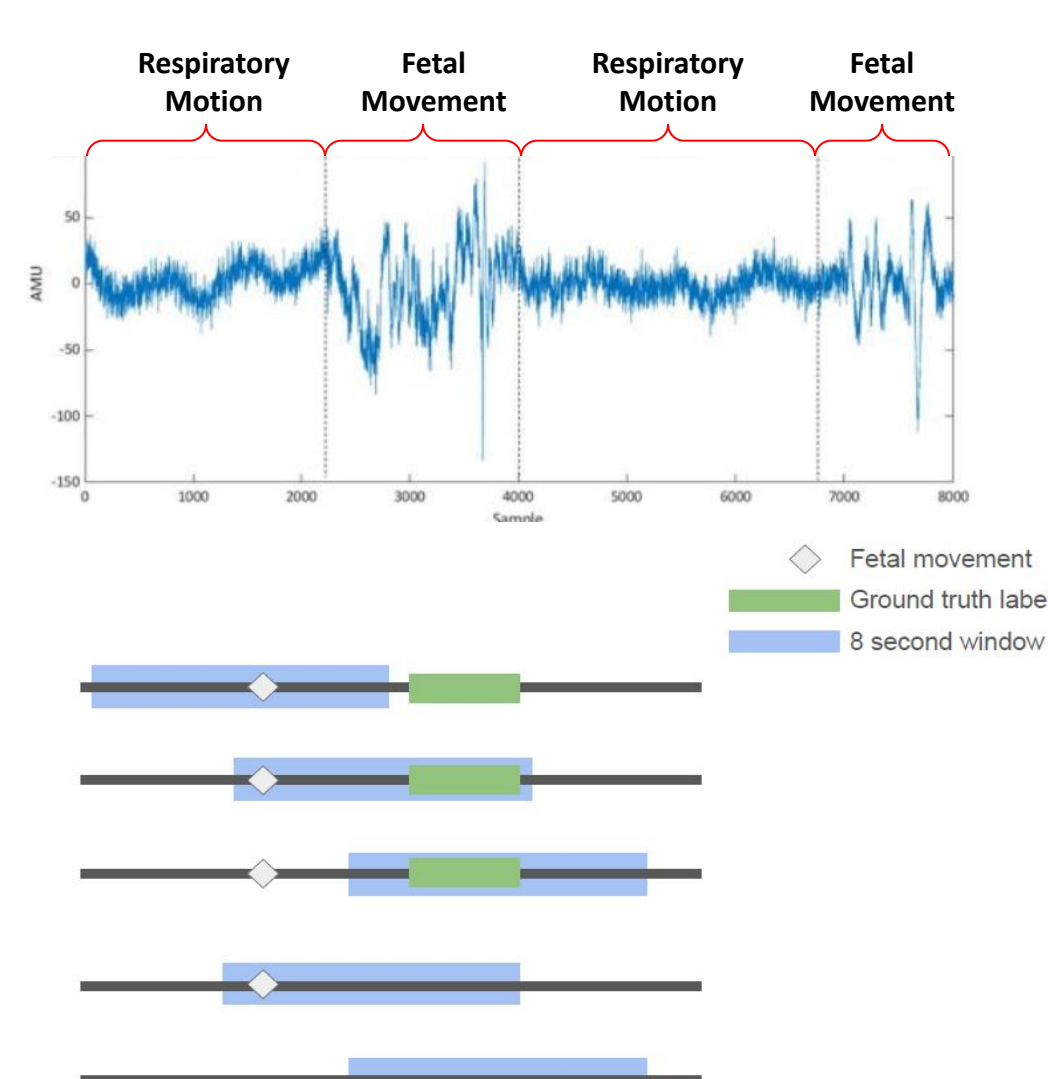 Respiratory
Motion
Fetal
Movement
Respiratory
Motion
Fetal
Movement
50
0
-50
-100
-150
AMU
0 1000 2000 3000 4000 5000 6000 7000 8000
Sample
Fetal movement
Ground truth labe
8 second window